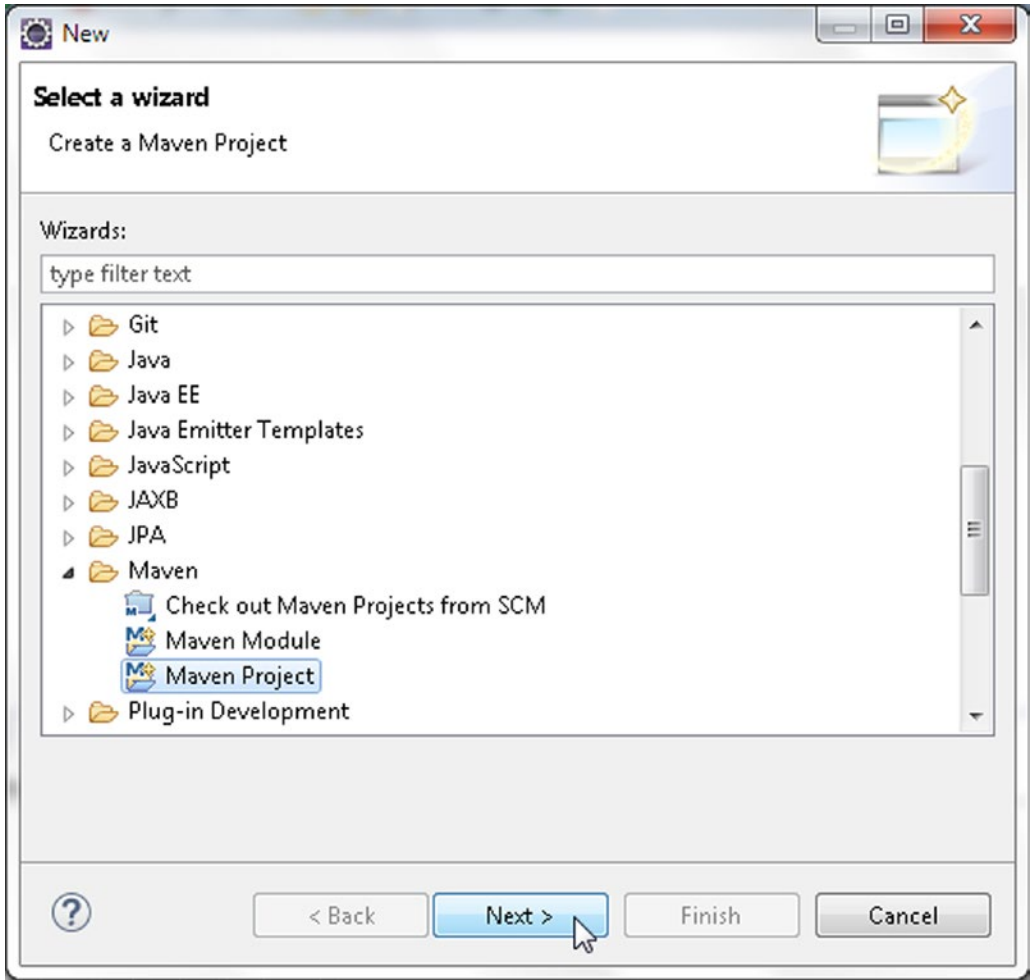 New
Select a wizard
Create a Maven Project
Wizards:
type filter text
Git
Java
Java EE
Java Emitter Templates
JavaScript
JAXB
JPA
Maven
Check out Maven Projects from SCM
Maven Module
Maven Project
Plug-in Development
< Back Next > Finish Cancel